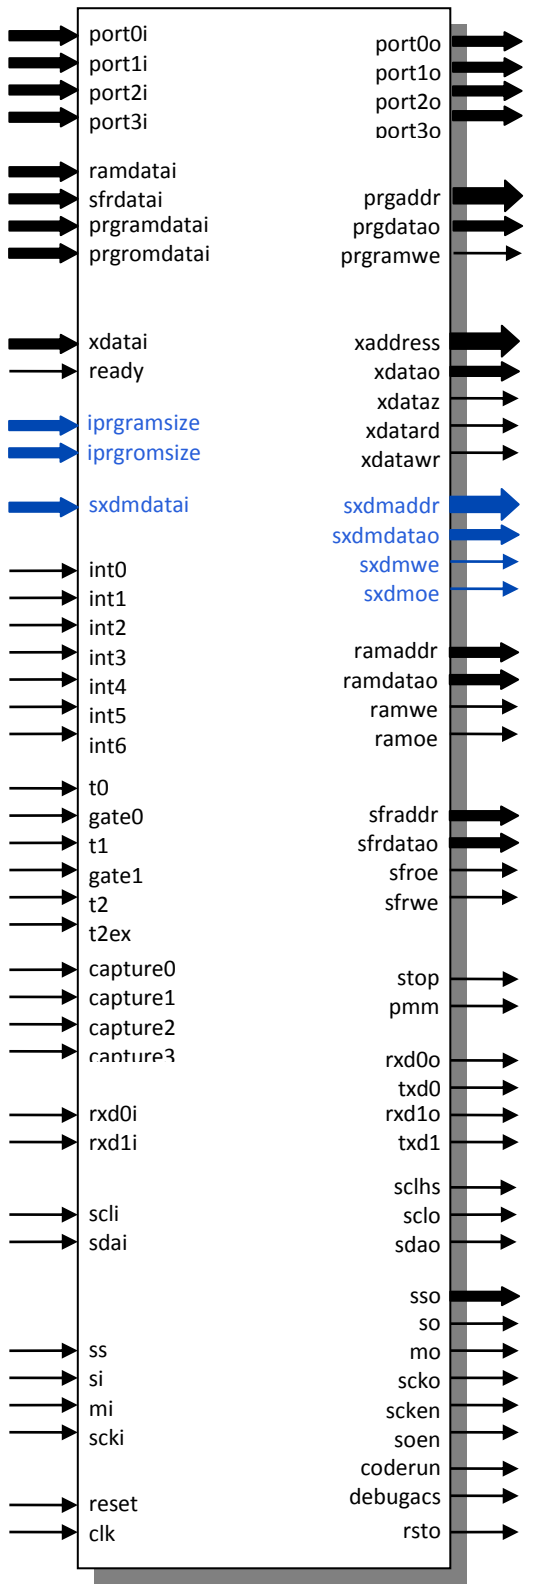 port0i
port1i
port2i
port3i
ramdatai
sfrdatai
prgramdatai
prgromdatai
xdatai
ready
iprgramsize
iprgromsize
sxdmdatai
int0
int1
int2
int3
int4
int5
int6
t0
gate0
t1
gate1
t2
t2ex
capture0
capture1
capture2
capture3
rxd0i
rxd1i
scli
sdai
ss
si
mi
scki
reset
clk
port0o
port1o
port2o
port3o
prgaddr
prgdatao
prgramwe
xaddress
xdatao
xdataz
xdatard
xdatawr
sxdmaddr
sxdmdatao
sxdmwe
sxdmoe
ramaddr
ramdatao
ramwe
ramoe
sfraddr
sfrdatao
sfroe
sfrwe
stop
pmm
rxd0o
txd0
rxd1o
txd1
sclhs
sclo
sdao
sso
so
mo
scko
scken
soen
coderun
debugacs
rsto